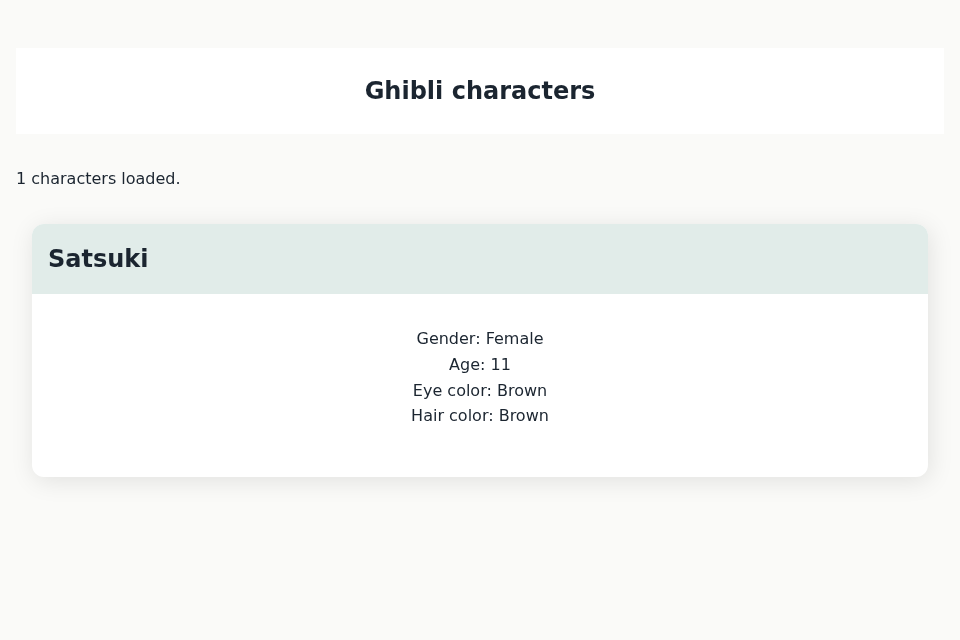 Ghibli characters
1 characters loaded.
Satsuki
Gender: Female
Age: 11
Eye color: Brown
Hair color: Brown